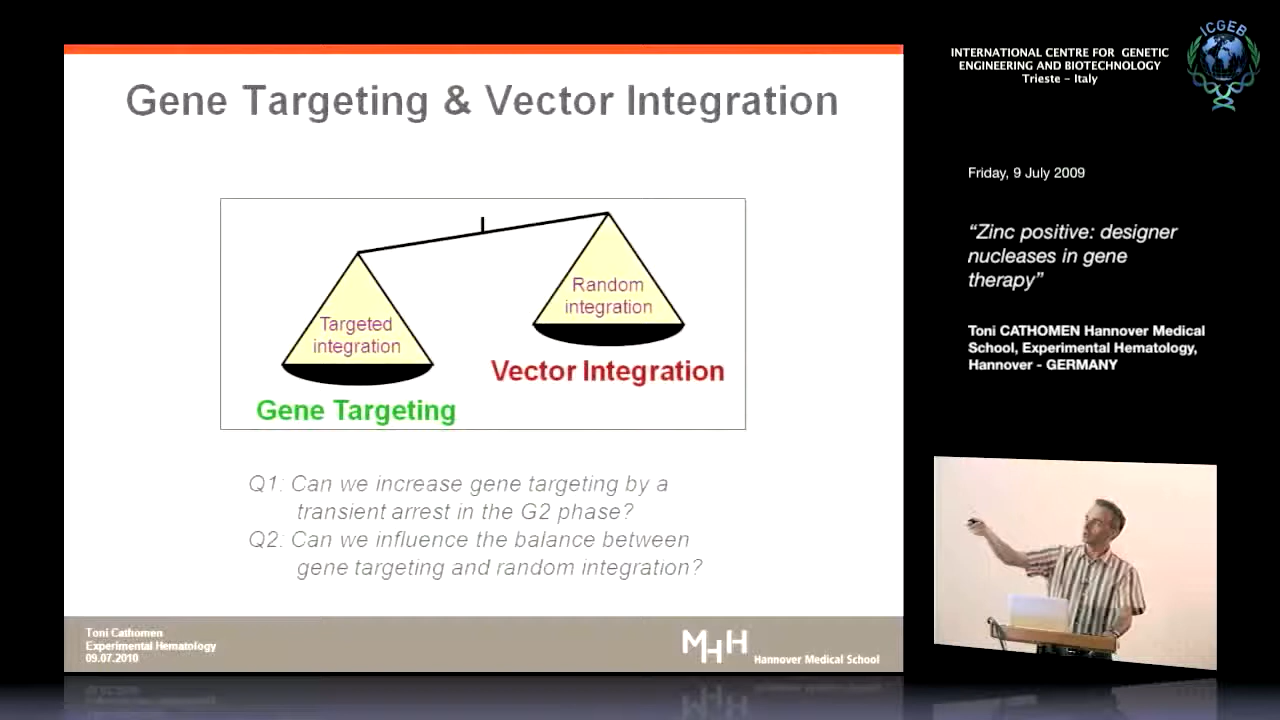 Gene Targeting & Vector Integration
Targeted
integration
Random
integration
Gene Targeting
Vector Integration
Q1: Can we increase gene targeting by a
transient arrest in the G2 phase?
Q2: Can we influence the balance between
gene targeting and random integration?
Toni Cathomen
Experimental Hematology
09.07.2010
MHH
Hannover Medical School
INTERNATIONAL CENTRE FOR GENETIC
ENGINEERING AND BIOTECHNOLOGY
Trieste - Italy
ICGEB
Friday, 9 July 2009
“Zinc positive: designer
nucleases in gene
therapy”
Toni CATHOMEN Hannover Medical
School, Experimental Hematology,
Hannover - GERMANY